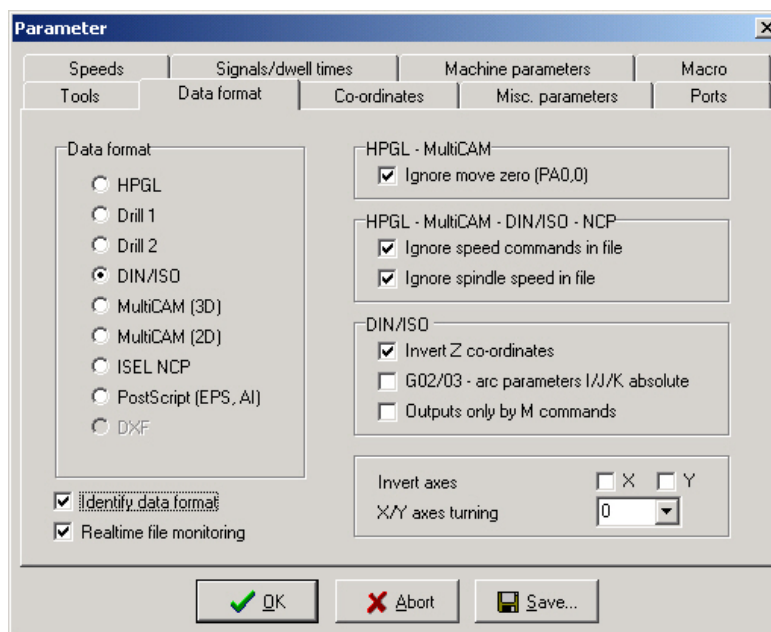 Parameter
Speeds
Signals/dwell times
Machine parameters
Macro
Tools
Data format
Co-ordinates
Misc. parameters
Ports
Data format
HPGL
Drill 1
Drill 2
DIN/ISO
MultiCAM (3D)
MultiCAM (2D)
ISEL NCP
PostScript (EPS, AI)
DXF
Identify data format
Realtime file monitoring
HPGL - MultiCAM
Ignore move zero (PA0,0)
HPGL - MultiCAM - DIN/ISO - NCP
Ignore speed commands in file
Ignore spindle speed in file
DIN/ISO
Invert Z co-ordinates
G02/03 - arc parameters I/J/K absolute
Outputs only by M commands
Invert axes X Y
X/Y axes turning 0
OK
Abort
Save...